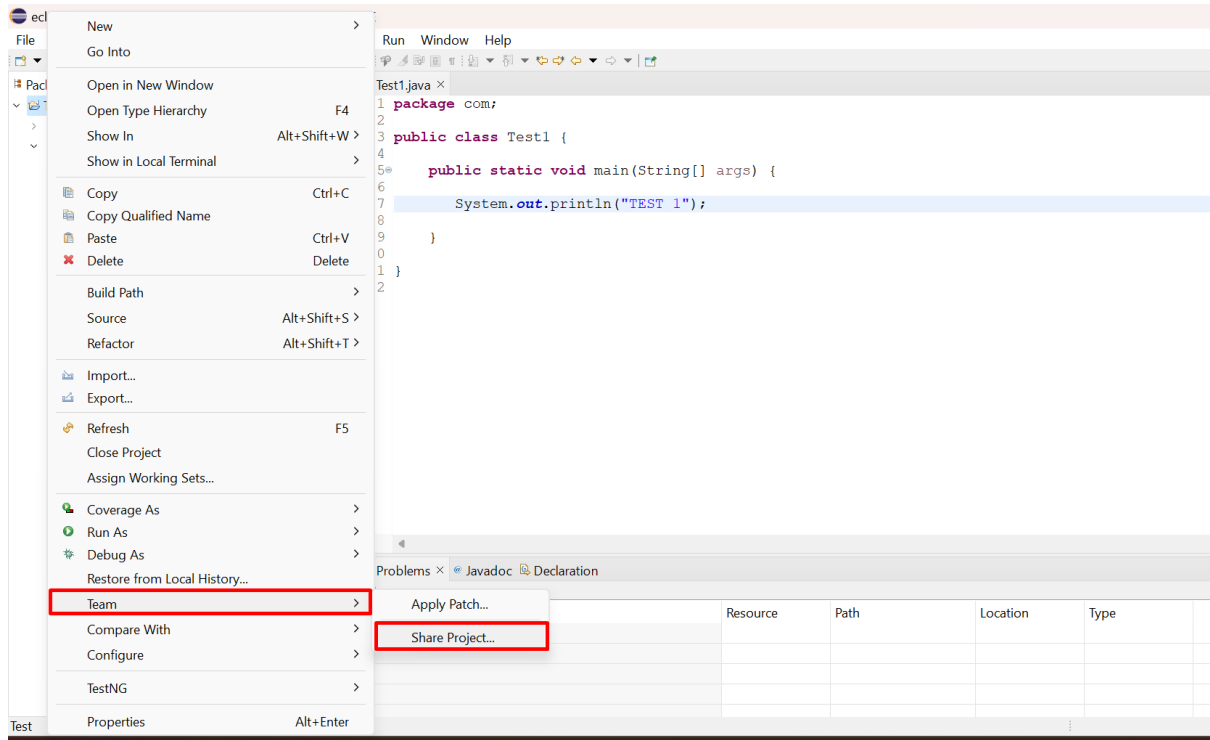 ecl
File Run Window Help
Pack
Test1.java ×
New
Go Into
Open in New Window
Open Type Hierarchy F4
Show In Alt+Shift+W >
Show in Local Terminal >
Copy Ctrl+C
Copy Qualified Name
Paste Ctrl+V
Delete Delete
Build Path >
Source Alt+Shift+S >
Refactor Alt+Shift+T >
Import...
Export...
Refresh F5
Close Project
Assign Working Sets...
Coverage As >
Run As >
Debug As >
Restore from Local History...
Team >
Compare With >
Configure >
TestNG >
Properties Alt+Enter
Apply Patch...
Share Project...
1 package com;
2
3 public class Test1 {
4
5 public static void main(String[] args) {
6
7 System.out.println("TEST 1");
8
9 }
0
1 }
2
Problems × @ Javadoc Declaration
Resource Path Location Type
Test